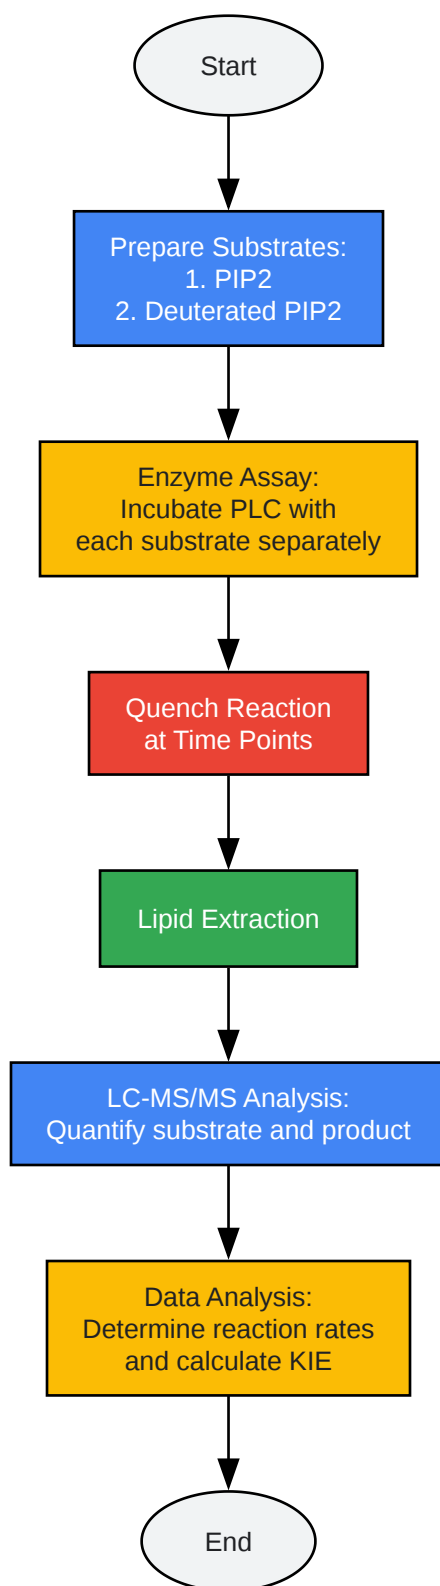 Start
Prepare Substrates:
1. PIP2
2. Deuterated PIP2
Enzyme Assay:
Incubate PLC with
each substrate separately
Quench Reaction
at Time Points
Lipid Extraction
LC-MS/MS Analysis:
Quantify substrate and product
Data Analysis:
Determine reaction rates
and calculate KIE
End